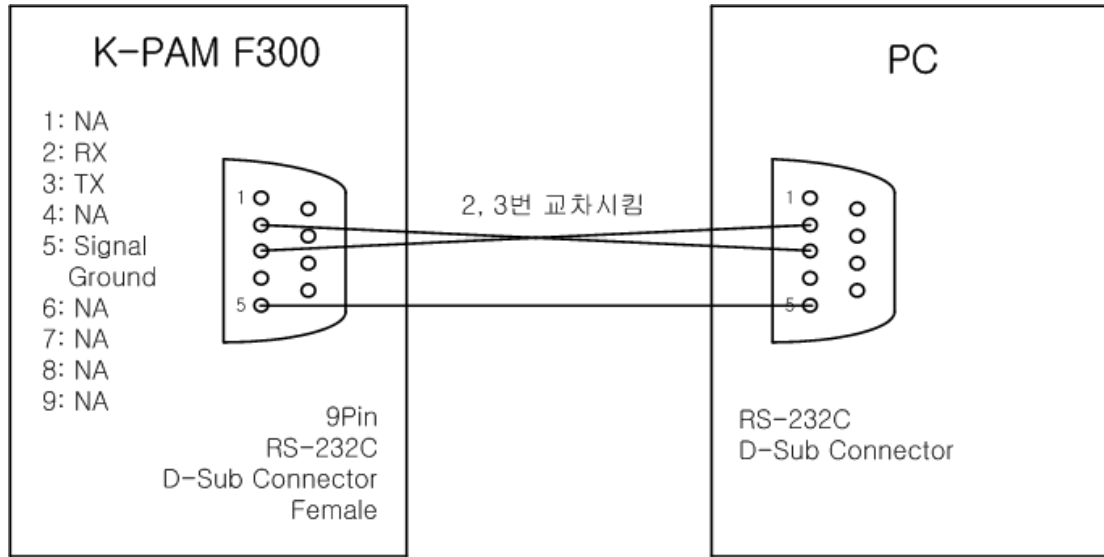 K-PAM F300
1: NA
2: RX
3: TX
4: NA
5: Signal
Ground
6: NA
7: NA
8: NA
9: NA
1
5
9Pin
RS-232C
D-Sub Connector
Female
2, 3번 교차시킴
PC
1
5
RS-232C
D-Sub Connector